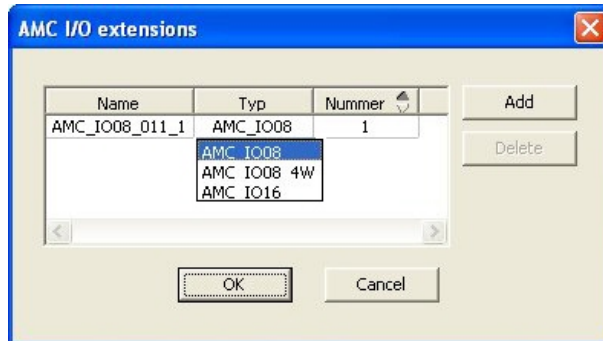 AMC I/O extensions
Name Typ Nummer
AMC_IO08_011_1 AMC_IO08 1
AMC_IO08
AMC_IO08_4W
AMC_IO16
Add
Delete
OK Cancel